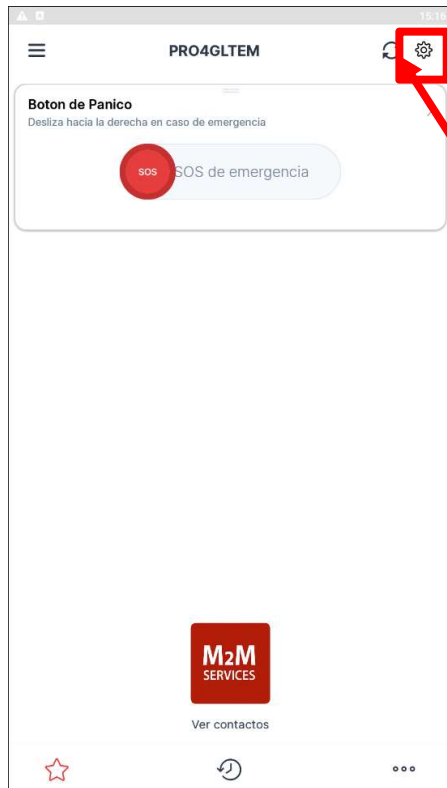 15:16
PRO4GLTEM
Boton de Panico
Desliza hacia la derecha en caso de emergencia
SOS
SOS de emergencia
M2M
SERVICES
Ver contactos